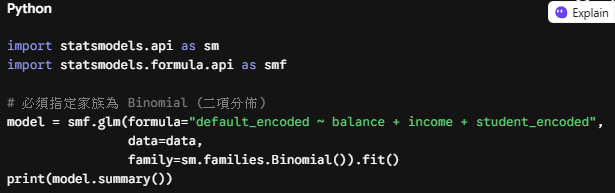 Python
Explain
import statsmodels.api as sm
import statsmodels.formula.api as smf
# 必須指定家族為 Binomial (二項分佈)
model = smf.glm(formula="default_encoded ~ balance + income + student_encoded",
data=data,
family=sm.families.Binomial()).fit()
print(model.summary())